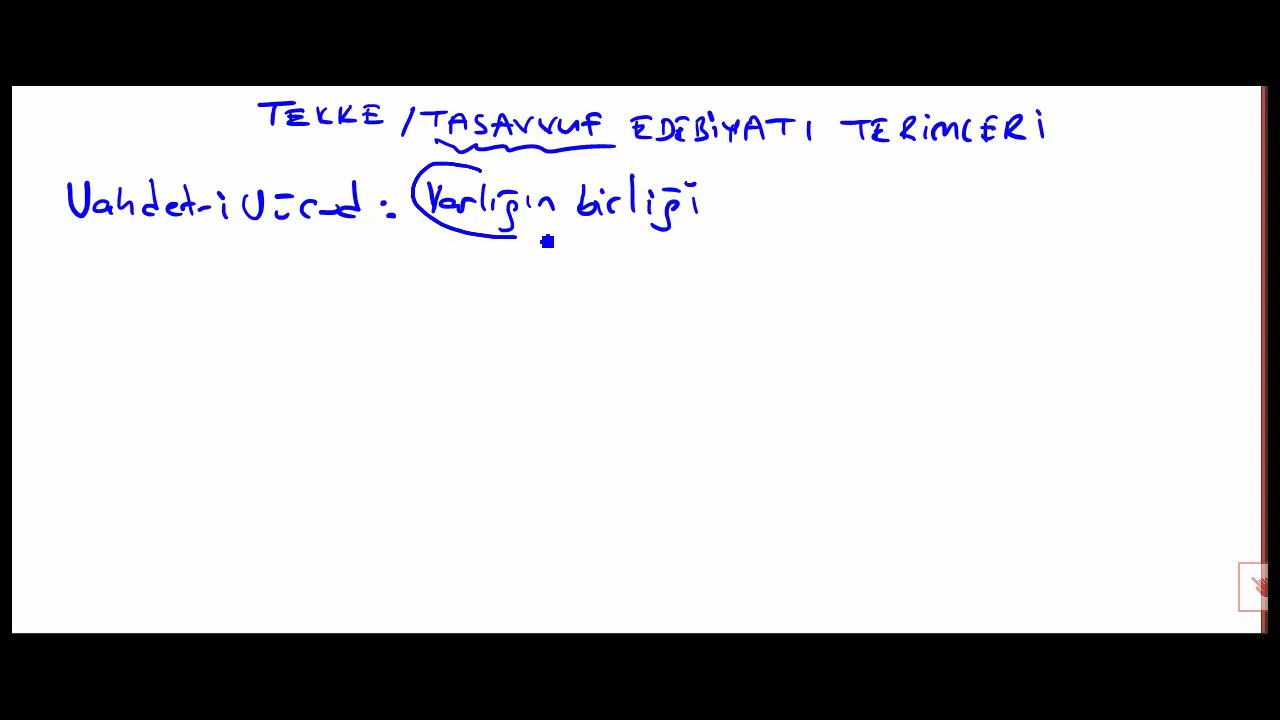 TEKKE / TASAVVUF EDEBİYATI TERİMLERİ
Vahdet-i Vücud : Varlığın birliği